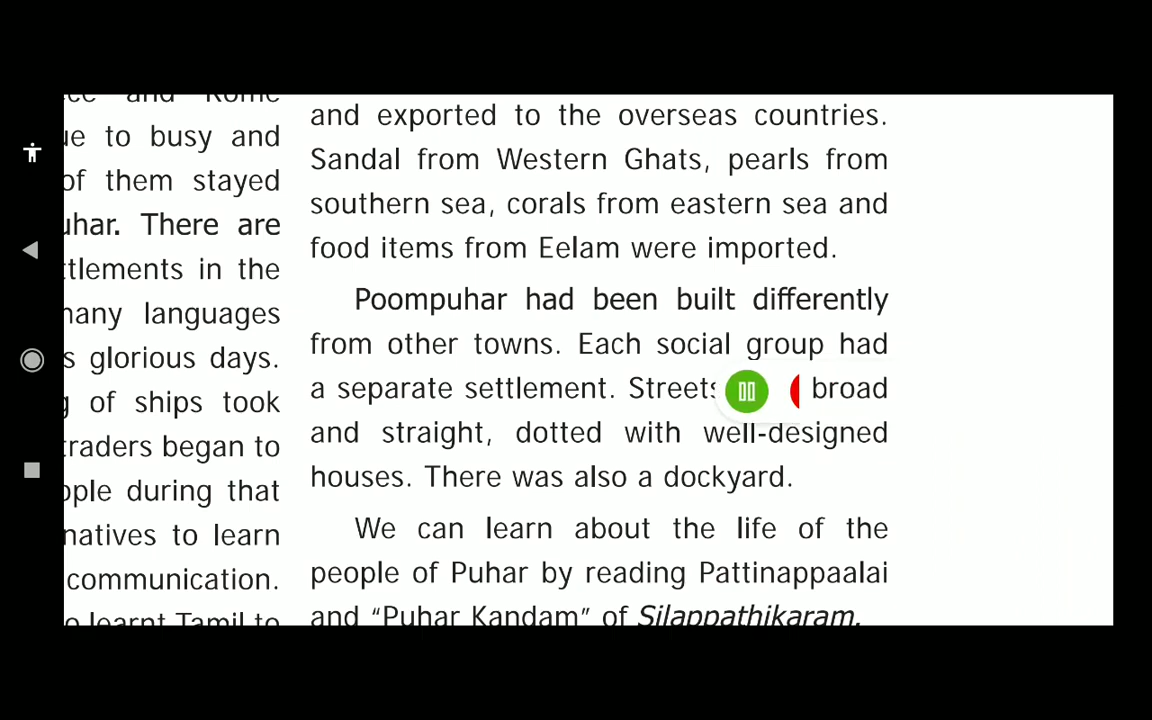 and Rome
to busy and
of them stayed
There are
in the
languages
glorious days.
of ships took
traders began to
during that
natives to learn
communication.
learnt Tamil to
and exported to the overseas countries.
Sandal from Western Ghats, pearls from
southern sea, corals from eastern sea and
food items from Eelam were imported.
Poompuhar had been built differently
from other towns. Each social group had
a separate settlement. Streets broad
and straight, dotted with well-designed
houses. There was also a dockyard.
We can learn about the life of the
people of Puhar by reading Pattinappaalai
and “Puhar Kandam” of Silappathikaram.